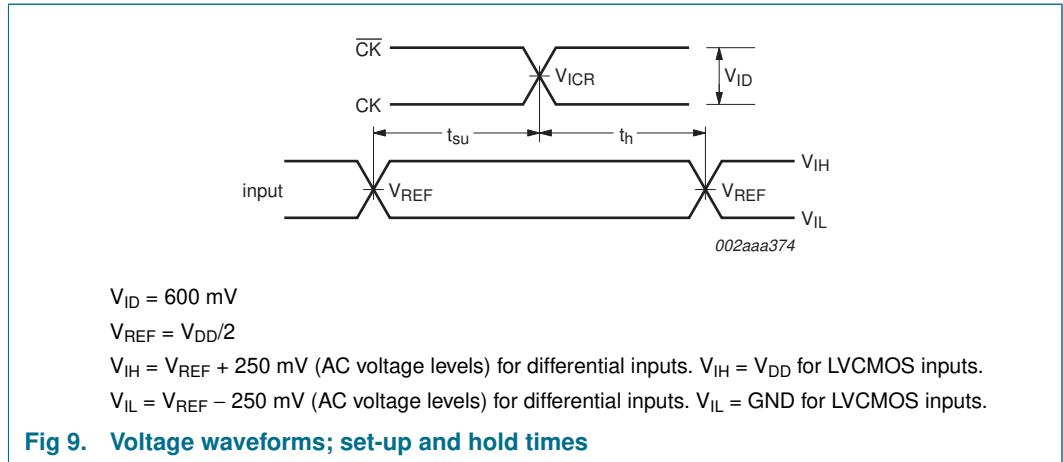 C̅K̅
V_ICR
V_ID
CK
t_su
t_h
V_IH
input
V_REF
V_REF
V_IL
002aaa374
V_ID = 600 mV
V_REF = V_DD/2
V_IH = V_REF + 250 mV (AC voltage levels) for differential inputs. V_IH = V_DD for LVCMOS inputs.
V_IL = V_REF − 250 mV (AC voltage levels) for differential inputs. V_IL = GND for LVCMOS inputs.
Fig 9. Voltage waveforms; set-up and hold times